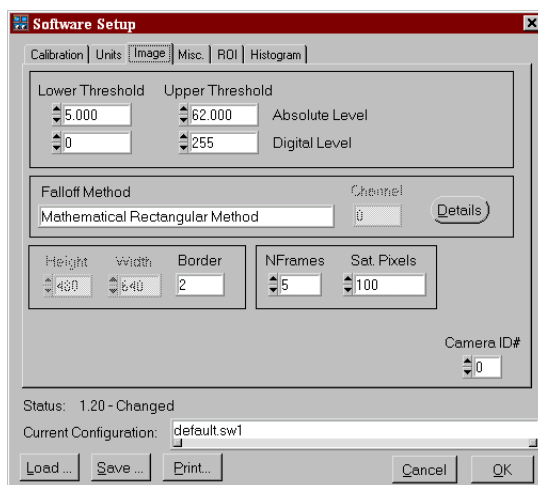 Software Setup
Calibration Units Image Misc. ROI Histogram
Lower Threshold Upper Threshold
5.000 62.000 Absolute Level
0 255 Digital Level
Falloff Method Channel
Mathematical Rectangular Method 0 Details
Height Width Border NFrames Sat. Pixels
480 640 2 5 100
Camera ID#
0
Status: 1.20 - Changed
Current Configuration: default.sw1
Load ... Save ... Print... Cancel OK